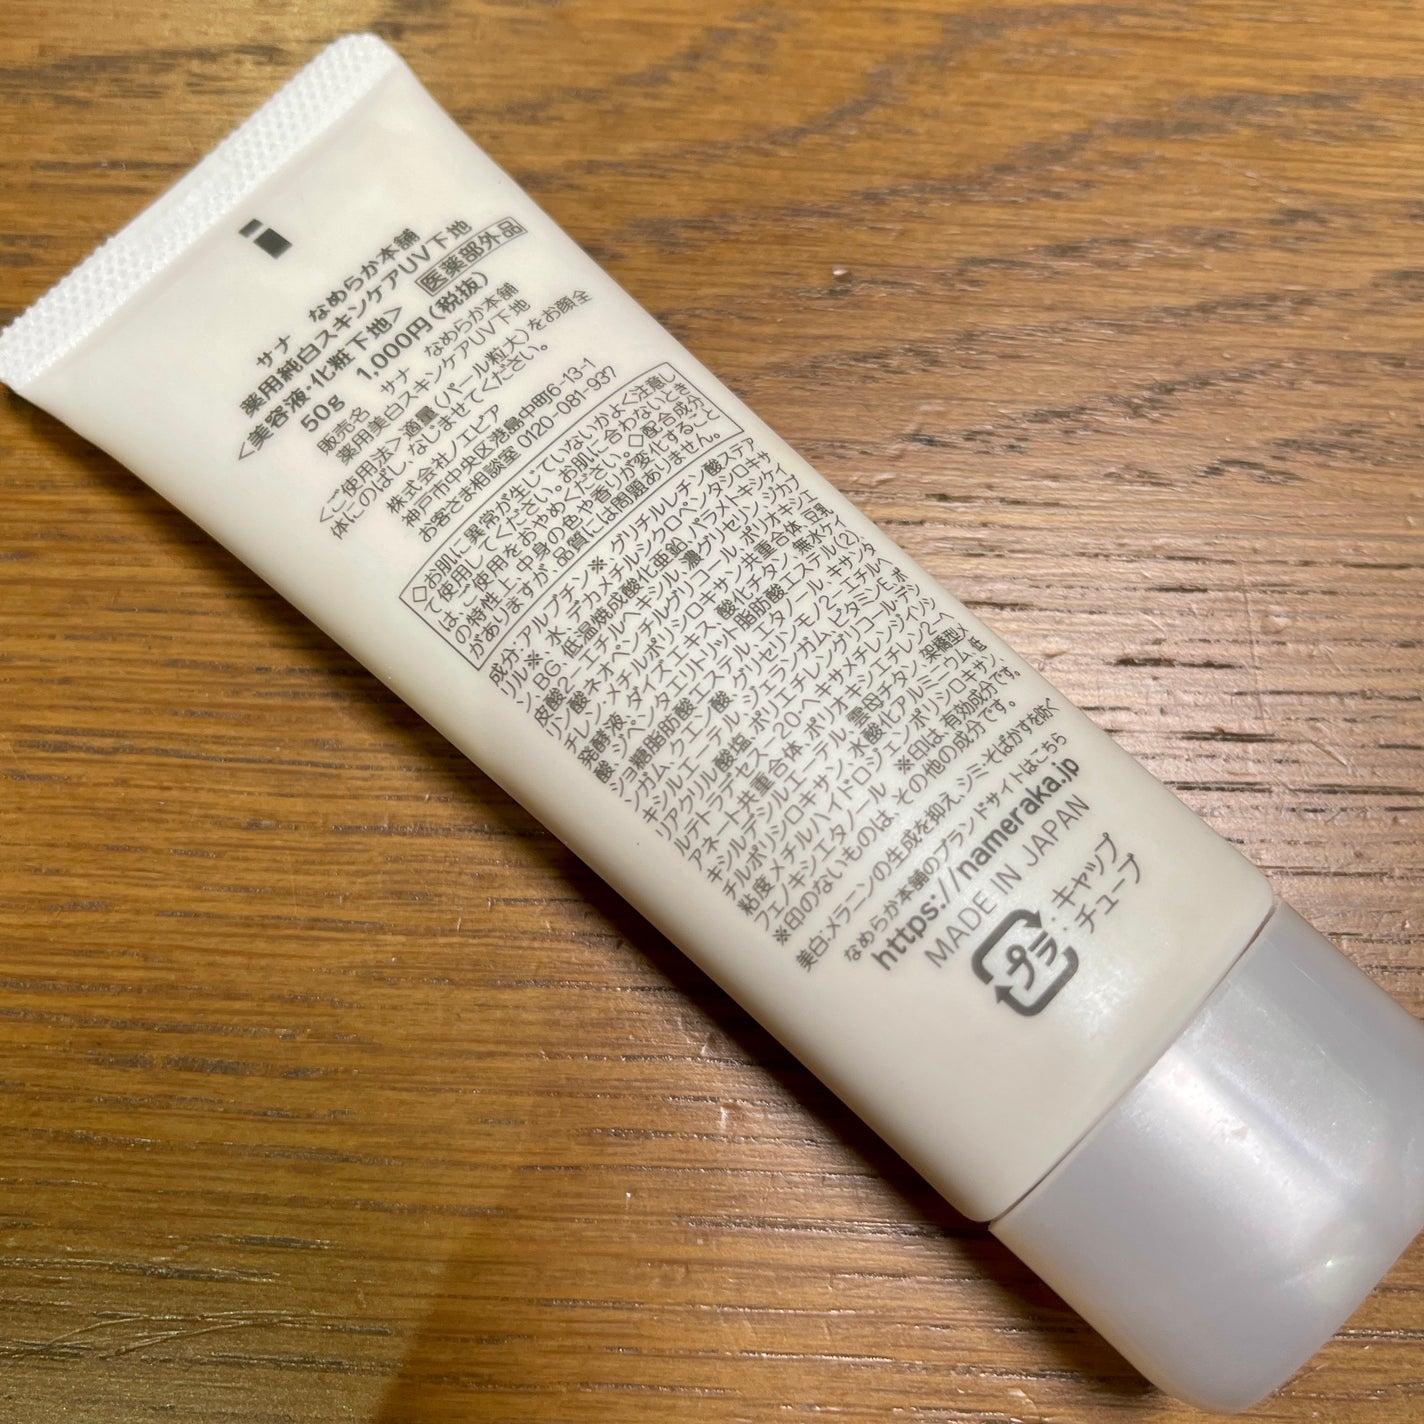 サナ なめらか本舗
薬用純白スキンケアUV下地
<美容液・化粧下地> 医薬部外品
50g 1,000円(税抜)
販売名 サナ なめらか本舗
薬用美白スキンケアUV下地
<ご使用法>適量(パール粒大)をお顔全
体にのばし、なじませてください。
株式会社ノエビア
神戸市中央区港島中町6-13-1
お客さま相談室 0120-081-937
◇お肌に異常が生じていないかよく注意し
て使用してください。お肌に合わないとき
は、ご使用をおやめください。◇配合成分
の特性上、中身の色や香りが変化すること
がありますが、品質には問題ありません。
成分:アルブチン※、グリチルレチン酸ステア
リル※、水、デカメチルシクロペンタシロキサ
ン、BG、低温焼成酸化亜鉛、パラメトキシケイ
皮酸2-エチルヘキシル、濃グリセリン、ジカプ
リン酸ネオペンチルグリコール、ポリオキシエ
チレン・メチルポリシロキサン共重合体、豆乳
発酵液、ダイズエキス、酸化チタン、無水ケイ
酸、ジペンタエリトリット脂肪酸エステル(2)、
ショ糖脂肪酸エステル、エタノール、キサンタ
ンガム、クエン酸、グリセリンモノ2-エチルヘ
キシルエーテル、ジェランガム、ビタミンE、ポ
リアクリル酸塩、ポリエチレングリコール・デシ
ルテトラデセス-20・ヘキサメチレンジイソシ
アネート共重合体、ポリオキシエチレン2-ヘ
キシルデシルエーテル、雲母チタン、架橋型メ
チルポリシロキサン、水酸化アルミニウム、低
粘度メチルハイドロジェンポリシロキサン、
フェノキシエタノール ※印は、有効成分です。
※印のないものは、その他の成分です。
美白:メラニンの生成を抑え、シミ・そばかすを防ぐ
なめらか本舗のブランドサイトはこちら
https://nameraka.jp
MADE IN JAPAN
プラ :キャップ
チューブ